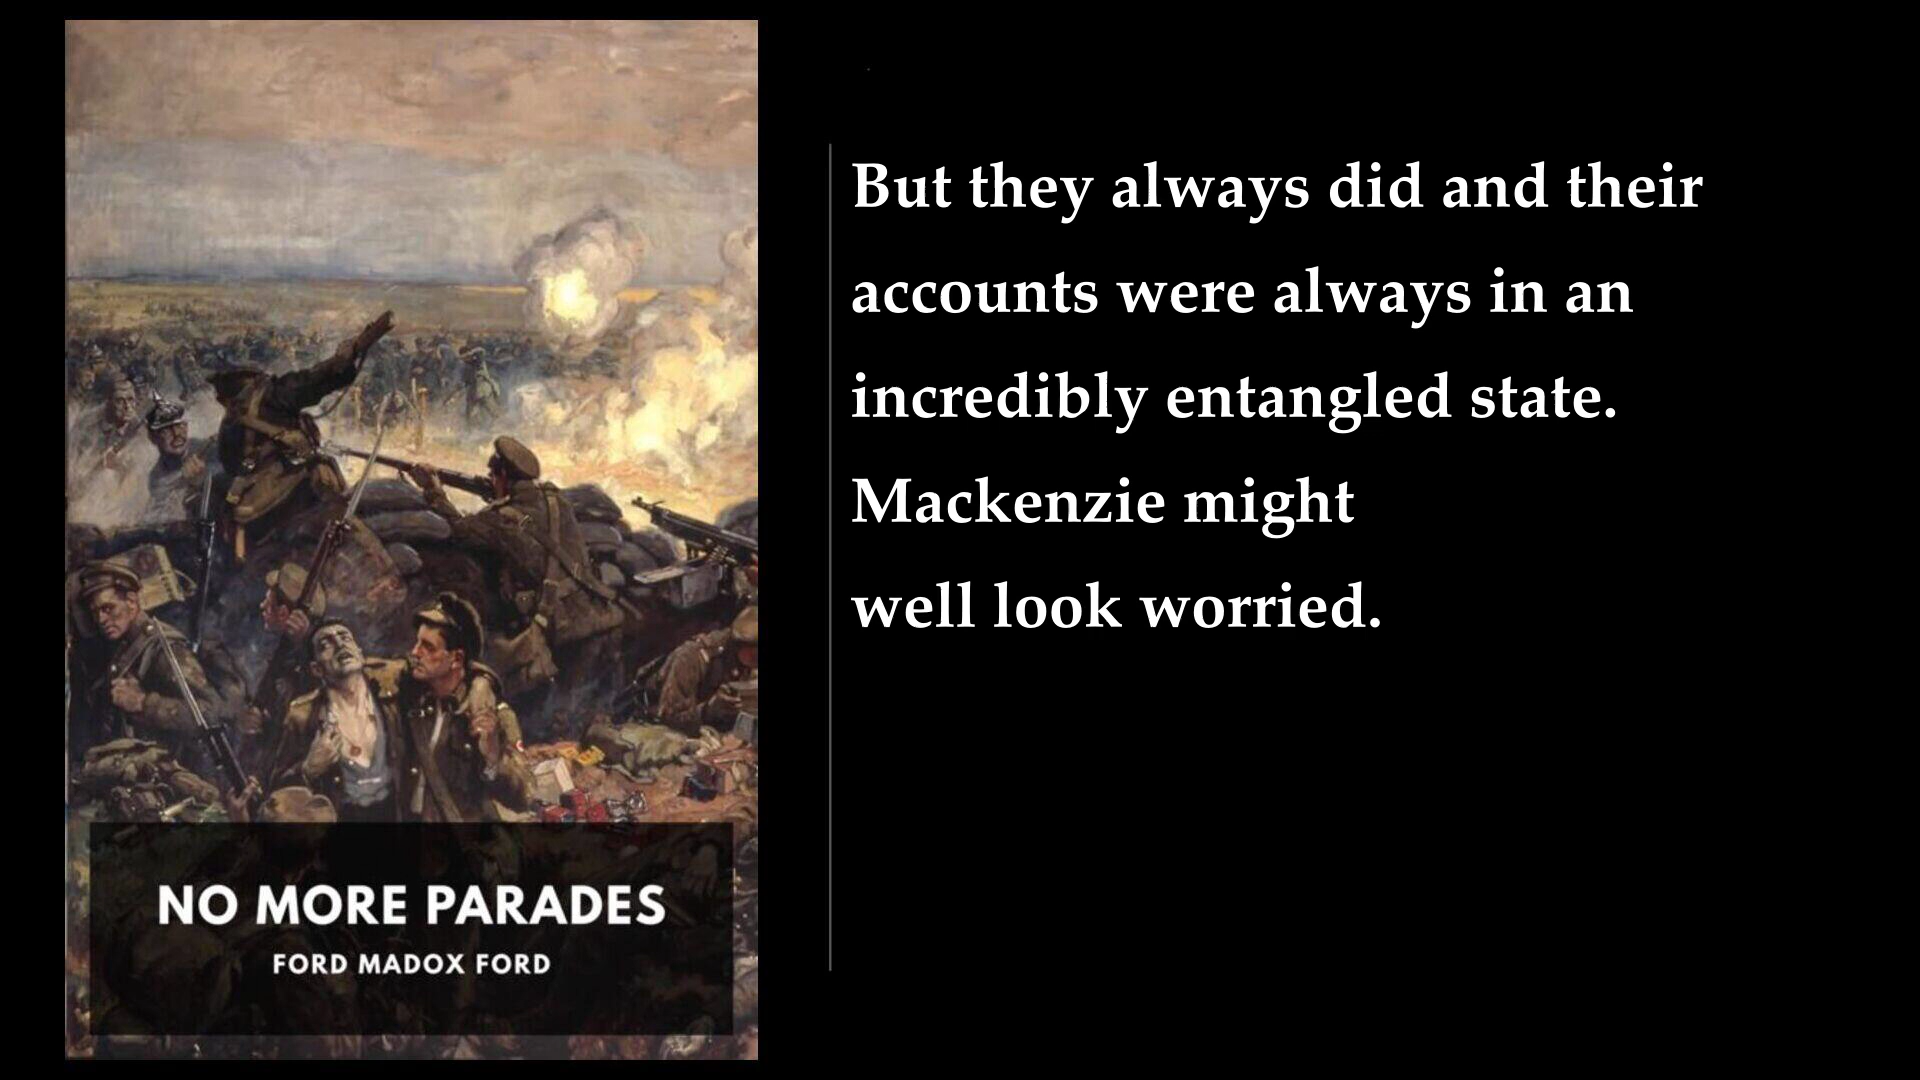 NO MORE PARADES
FORD MADOX FORD
But they always did and their
accounts were always in an
incredibly entangled state.
Mackenzie might
well look worried.